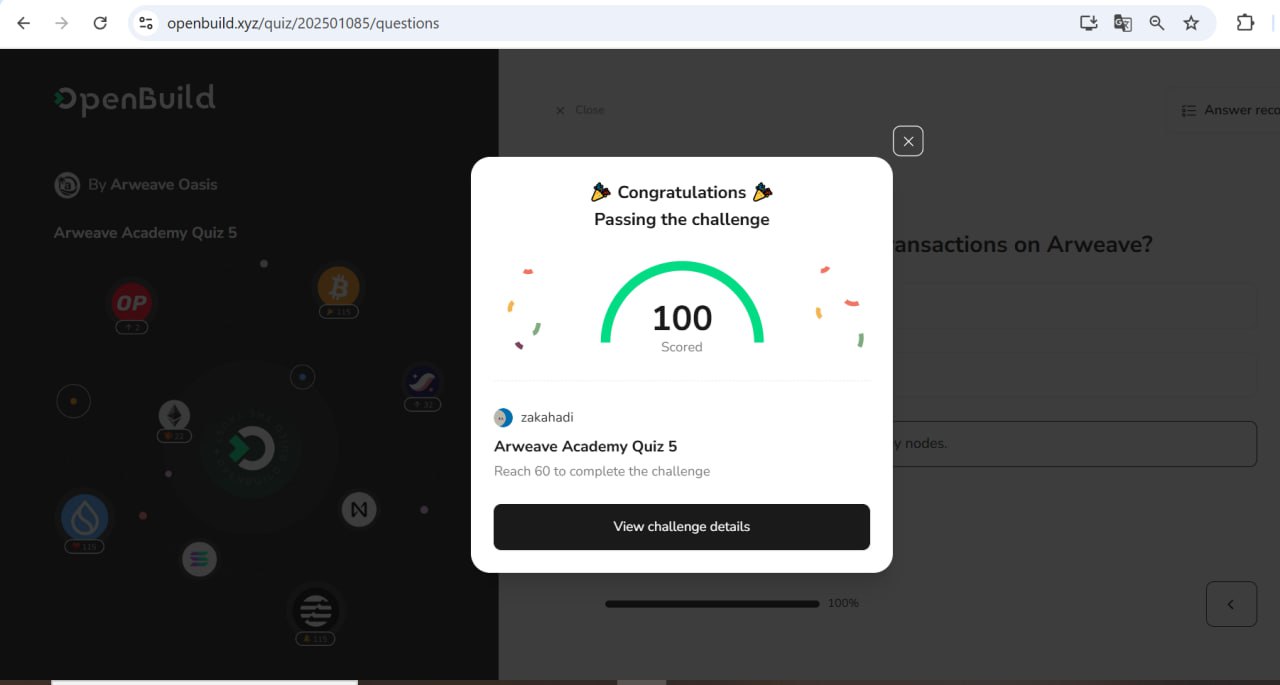 openbuild.xyz/quiz/202501085/questions
OpenBuild
Close
Answer reco
By Arweave Oasis
Congratulations
Passing the challenge
Arweave Academy Quiz 5
ansactions on Arweave?
OP
2
115
100
Scored
32
22
zakahadi
Arweave Academy Quiz 5
y nodes.
Reach 60 to complete the challenge
View challenge details
115
100%
115